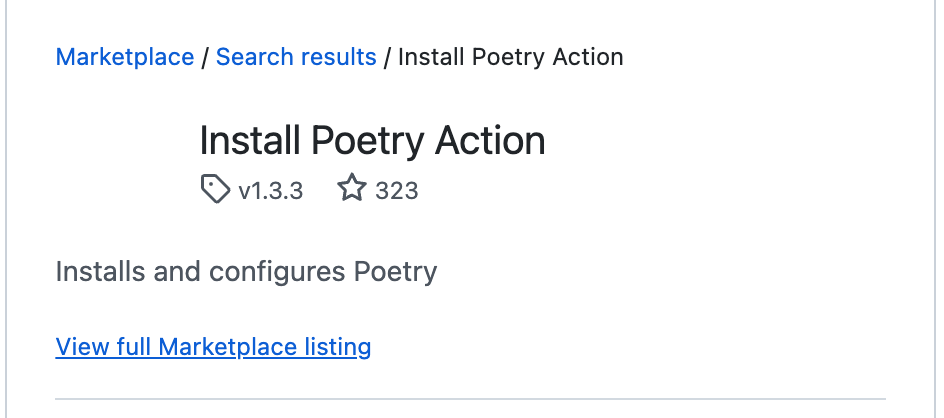 Marketplace / Search results / Install Poetry Action
Install Poetry Action
v1.3.3 323
Installs and configures Poetry
View full Marketplace listing